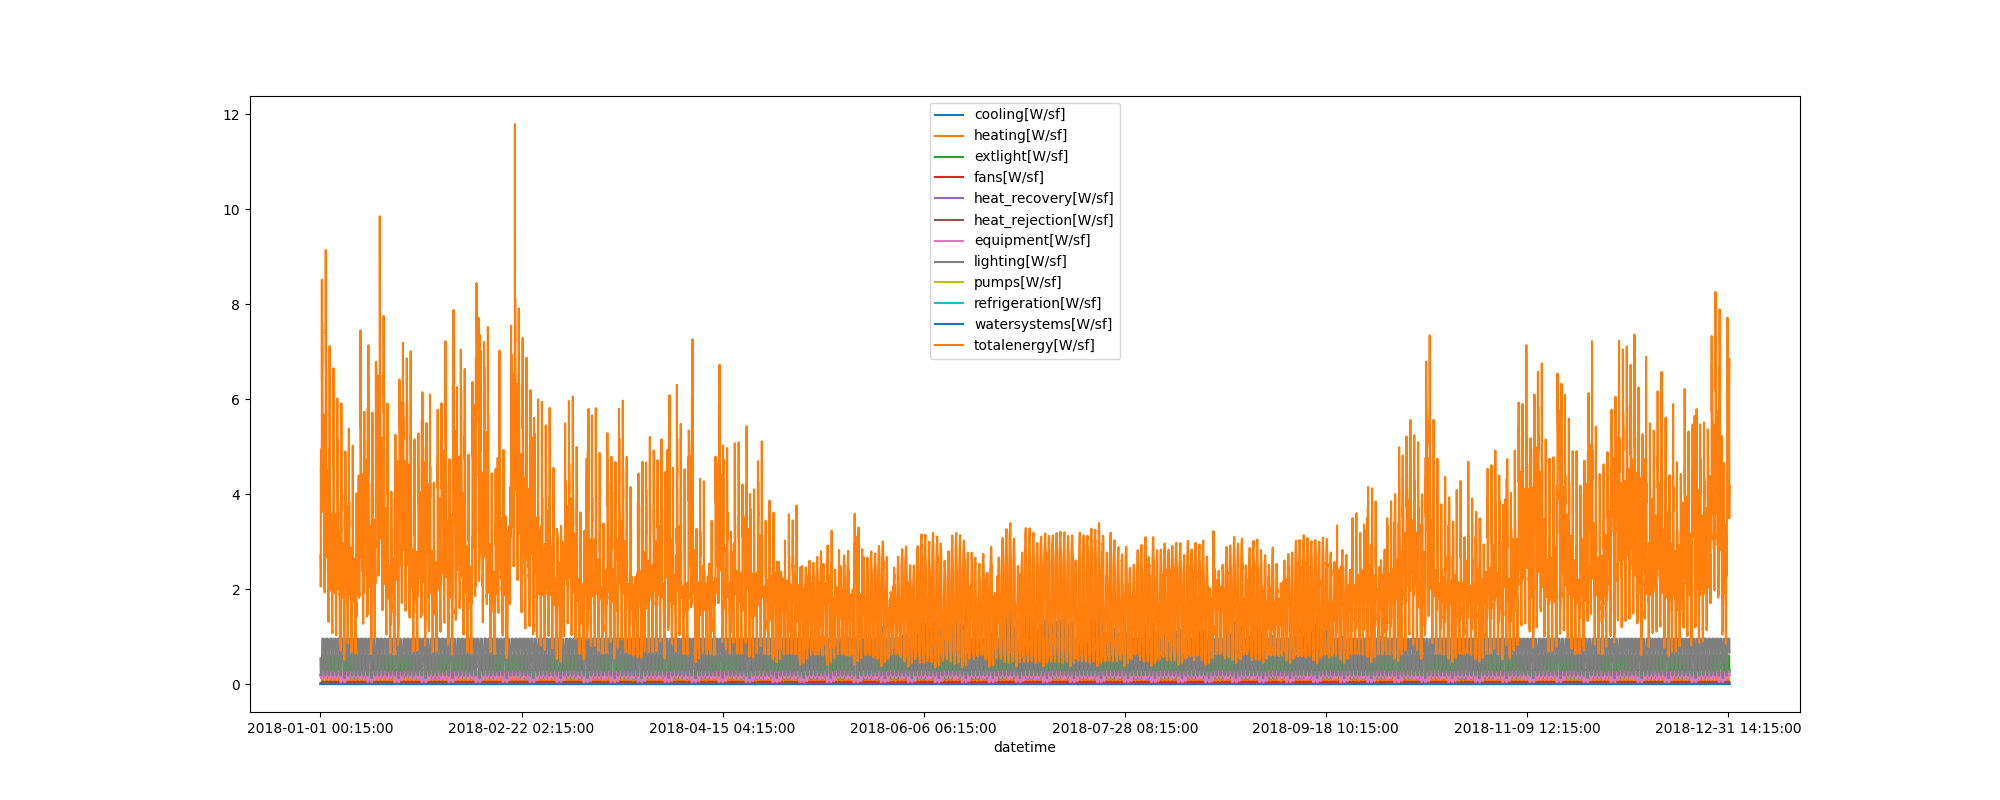 12
10
8
6
4
2
0
cooling[W/sf]
heating[W/sf]
extlight[W/sf]
fans[W/sf]
heat_recovery[W/sf]
heat_rejection[W/sf]
equipment[W/sf]
lighting[W/sf]
pumps[W/sf]
refrigeration[W/sf]
watersystems[W/sf]
totalenergy[W/sf]
2018-01-01 00:15:00 2018-02-22 02:15:00 2018-04-15 04:15:00 2018-06-06 06:15:00 2018-07-28 08:15:00 2018-09-18 10:15:00 2018-11-09 12:15:00 2018-12-31 14:15:00
datetime